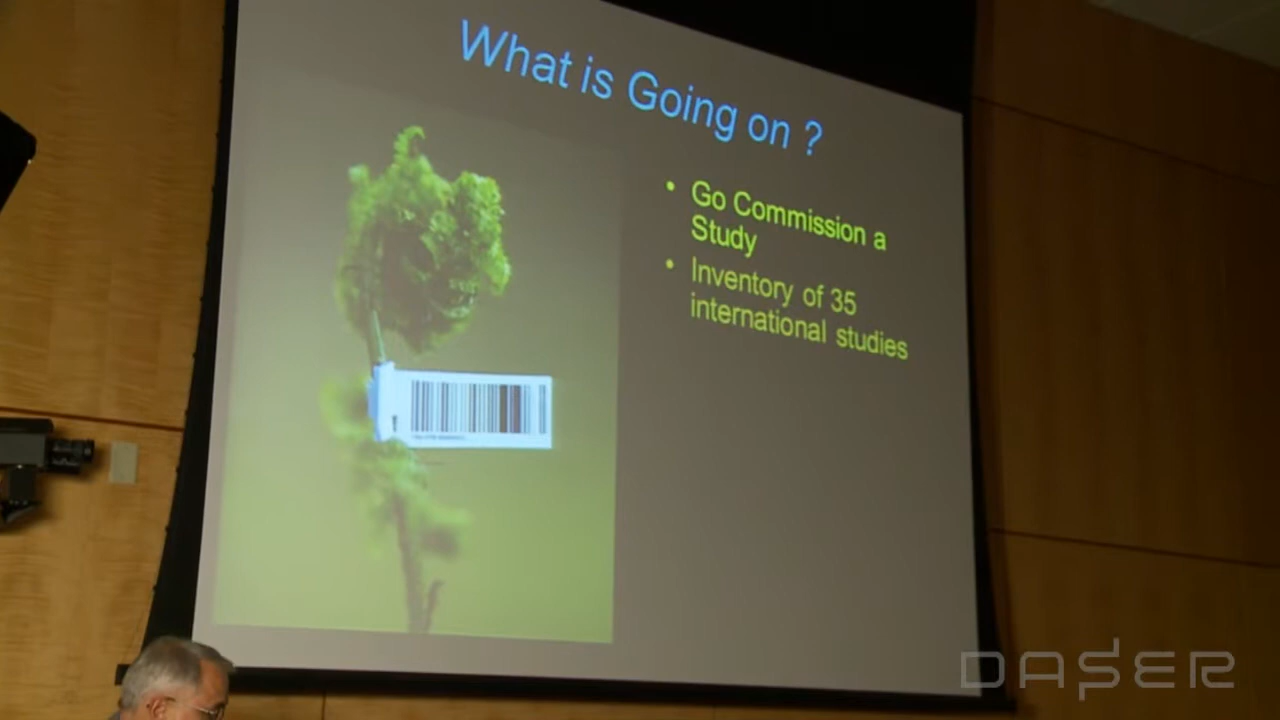 What is Going on ?
• Go Commission a
Study
• Inventory of 35
international studies
DASER